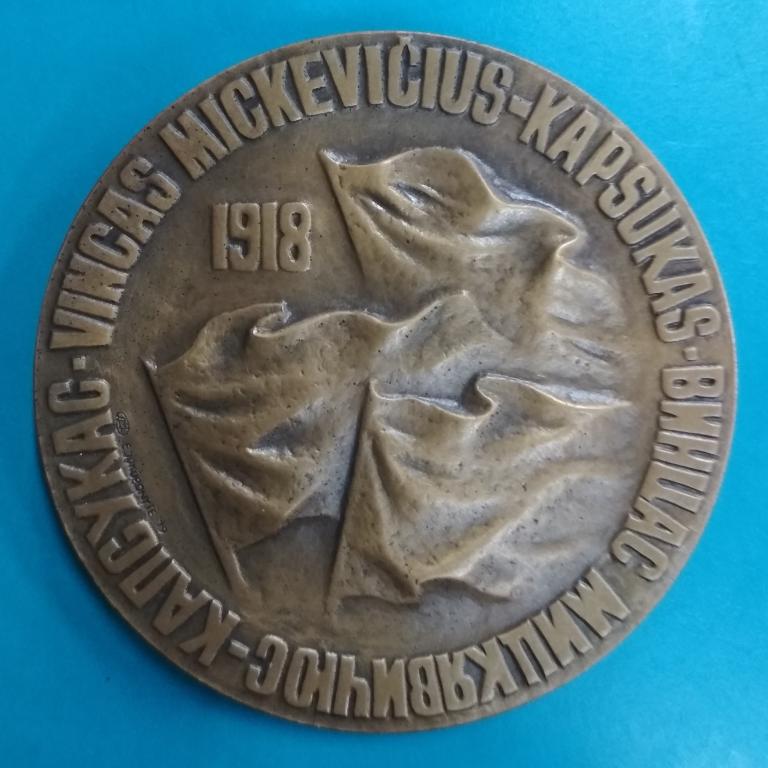 VINCAS MICKEVIČIUS-KAPSUKAS · ВИНЦАС МИЦКЯВИЧЮС-КАПСУКАС ·
1918